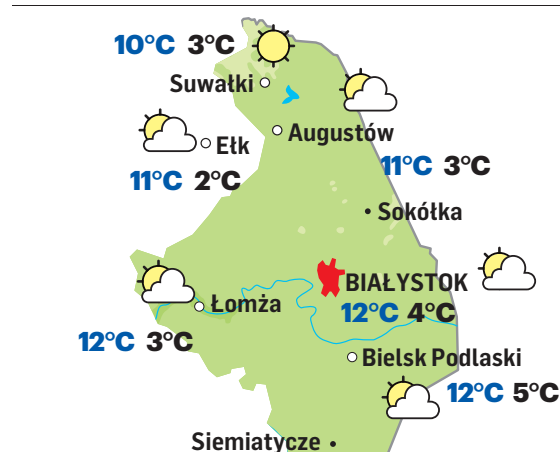 10°C 3°C
Suwałki
Augustów
Ełk
11°C 2°C
11°C 3°C
Sokółka
BIAŁYSTOK
12°C 4°C
Łomża
12°C 3°C
Bielsk Podlaski
12°C 5°C
Siemiatycze